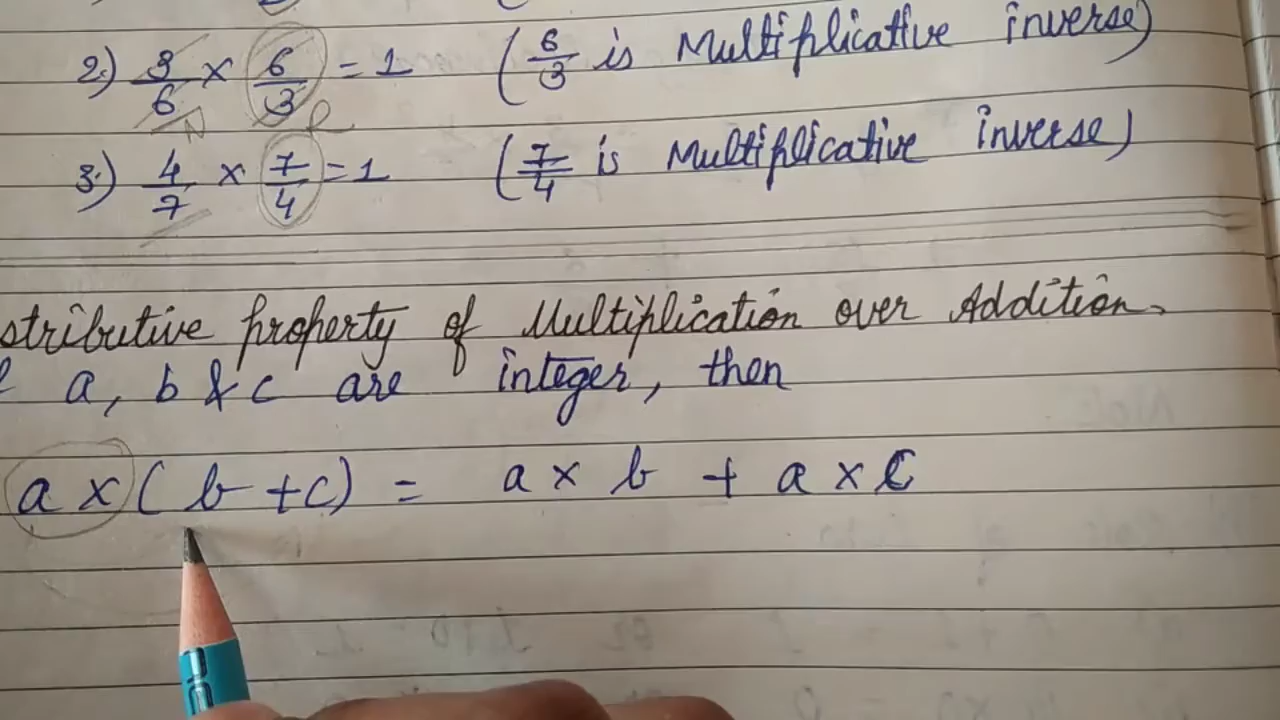 2.) 3/6 × 6/3 = 1 (6/3 is Multiplicative inverse)
N R
3.) 4/7 × 7/4 = 1 (7/4 is Multiplicative inverse)
stributive property of Multiplication over Addition.
a, b & c are integer, then
a × ( b + c ) = a × b + a × c